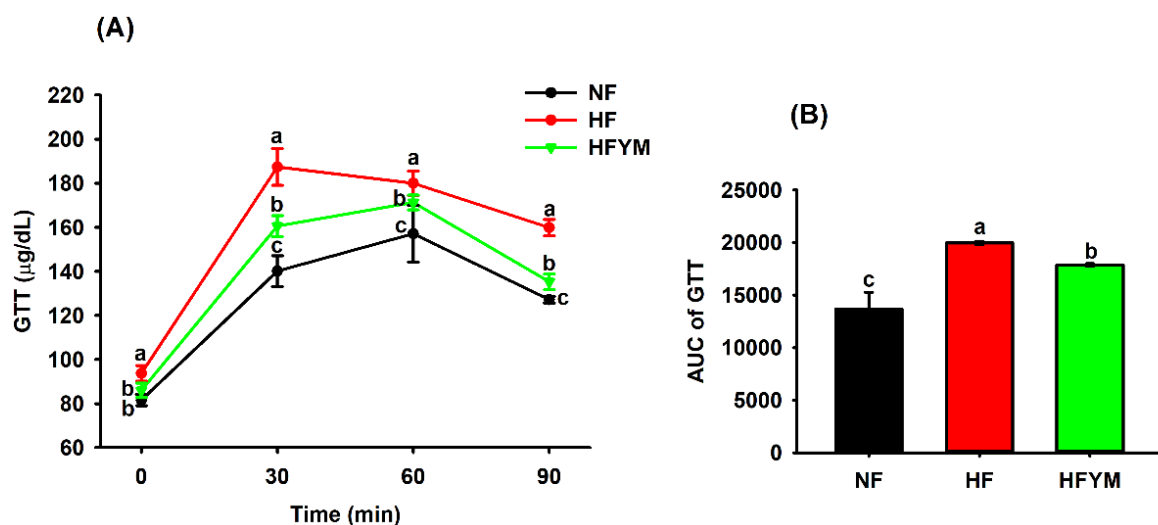 (A)
220
200
180
160
140
120
100
80
60
GTT (µg/dL)
NF
HF
HFYM
a
b
b
a
b
c
a
b
c
a
b
c
0 30 60 90
Time (min)
(B)
25000
20000
15000
10000
5000
0
AUC of GTT
c
a
b
NF HF HFYM